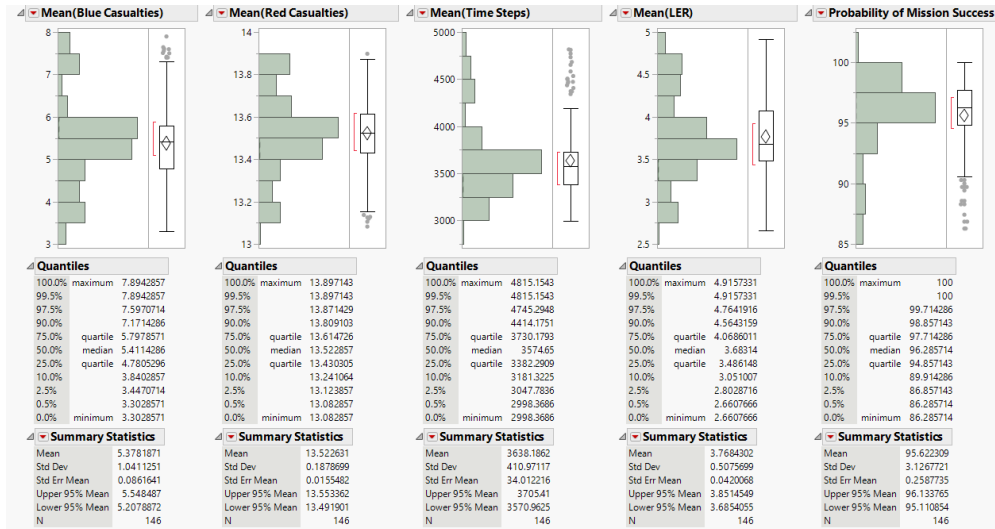 Mean(Blue Casualties)
8
7
6
5
4
3
Quantiles
100.0% maximum 7.8942857
99.5% 7.8942857
97.5% 7.5970714
90.0% 7.1714286
75.0% quartile 5.7978571
50.0% median 5.4114286
25.0% quartile 4.7805296
10.0% 3.8402857
2.5% 3.4470714
0.5% 3.3028571
0.0% minimum 3.3028571
Summary Statistics
Mean 5.3781871
Std Dev 1.0411251
Std Err Mean 0.0861641
Upper 95% Mean 5.548487
Lower 95% Mean 5.2078872
N 146
Mean(Red Casualties)
14
13.8
13.6
13.4
13.2
13
Quantiles
100.0% maximum 13.897143
99.5% 13.897143
97.5% 13.871429
90.0% 13.809103
75.0% quartile 13.614726
50.0% median 13.522857
25.0% quartile 13.430305
10.0% 13.241064
2.5% 13.123857
0.5% 13.082857
0.0% minimum 13.082857
Summary Statistics
Mean 13.522631
Std Dev 0.1878699
Std Err Mean 0.0155482
Upper 95% Mean 13.553362
Lower 95% Mean 13.491901
N 146
Mean(Time Steps)
5000
4500
4000
3500
3000
Quantiles
100.0% maximum 4815.1543
99.5% 4815.1543
97.5% 4745.2948
90.0% 4414.1751
75.0% quartile 3730.1793
50.0% median 3574.65
25.0% quartile 3382.2909
10.0% 3181.3225
2.5% 3047.7836
0.5% 2998.3686
0.0% minimum 2998.3686
Summary Statistics
Mean 3638.1862
Std Dev 410.97117
Std Err Mean 34.012216
Upper 95% Mean 3705.41
Lower 95% Mean 3570.9625
N 146
Mean(LER)
5
4.5
4
3.5
3
2.5
Quantiles
100.0% maximum 4.9157331
99.5% 4.9157331
97.5% 4.7641916
90.0% 4.5643159
75.0% quartile 4.0686011
50.0% median 3.68314
25.0% quartile 3.486148
10.0% 3.051007
2.5% 2.8028716
0.5% 2.6607666
0.0% minimum 2.6607666
Summary Statistics
Mean 3.7684302
Std Dev 0.5075699
Std Err Mean 0.0420068
Upper 95% Mean 3.8514549
Lower 95% Mean 3.6854055
N 146
Probability of Mission Success
100
95
90
85
Quantiles
100.0% maximum 100
99.5% 100
97.5% 99.714286
90.0% 98.857143
75.0% quartile 97.714286
50.0% median 96.285714
25.0% quartile 94.857143
10.0% 89.914286
2.5% 86.857143
0.5% 86.285714
0.0% minimum 86.285714
Summary Statistics
Mean 95.622309
Std Dev 3.1267721
Std Err Mean 0.2587735
Upper 95% Mean 96.133765
Lower 95% Mean 95.110854
N 146